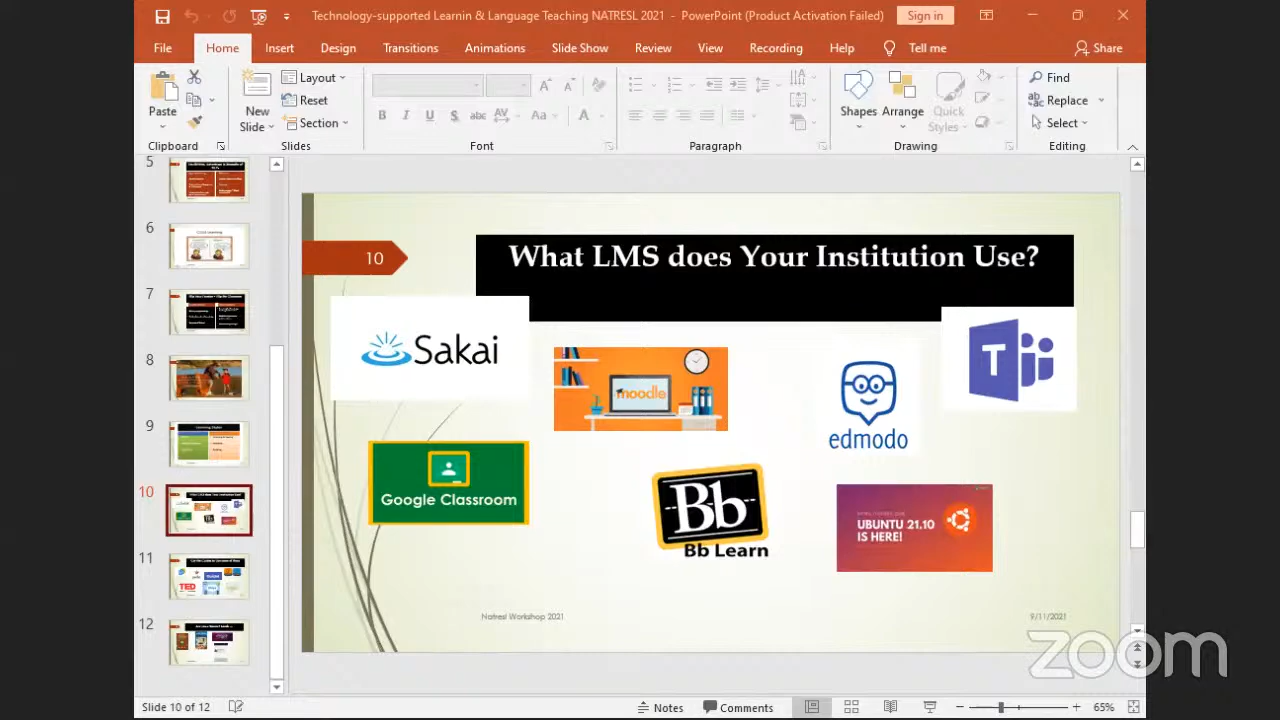 Technology-supported Learnin & Language Teaching NATRESL 2021 - PowerPoint (Product Activation Failed)
Sign in
File Home Insert Design Transitions Animations Slide Show Review View Recording Help Tell me Share
Paste
New
Slide
Layout
Reset
Section
B I U S abc AV Aa A
Shapes Arrange Quick
Styles
Find
Replace
Select
Clipboard Slides Font Paragraph Drawing Editing
5
6
7
8
9
10
11
12
10
What LMS does Your Institution Use?
Sakai
moodle
edmodo
T
Google Classroom
Bb
Bb Learn
UBUNTU 21.10
IS HERE!
Natresl Workshop 2021
9/11/2021
zoom
TED
Slide 10 of 12
Notes Comments
65%